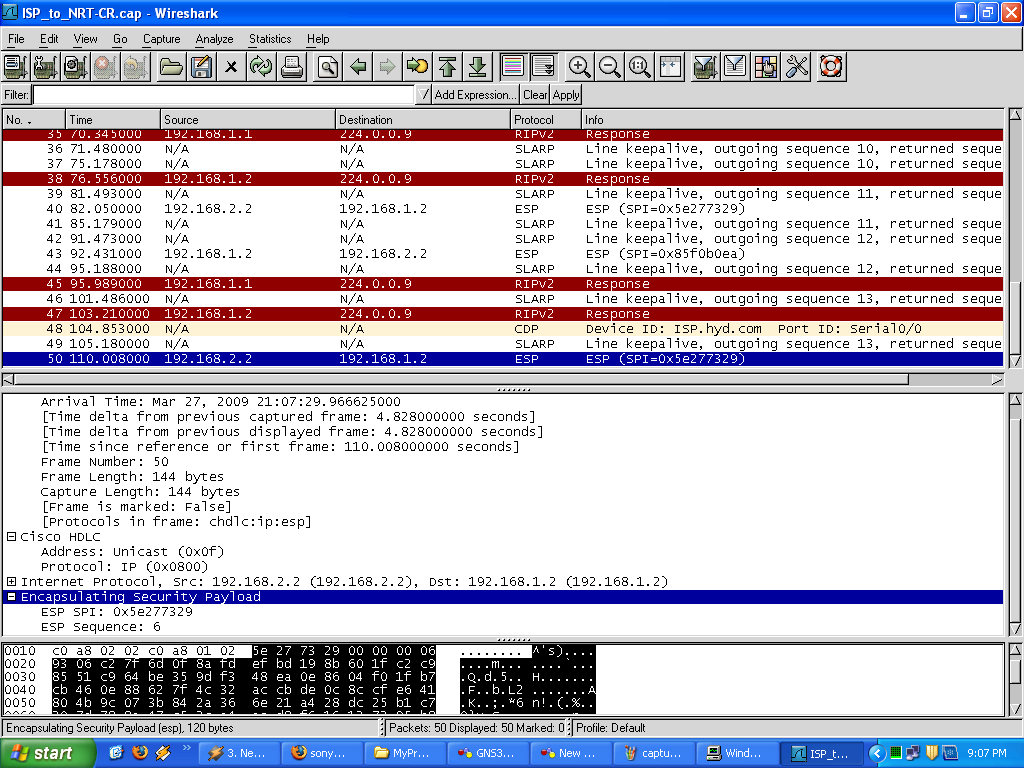 ISP_to_NRT-CR.cap - Wireshark
File Edit View Go Capture Analyze Statistics Help
Filter: Add Expression... Clear Apply
No. . Time Source Destination Protocol Info
35 70.345000 192.168.1.1 224.0.0.9 RIPv2 Response
36 71.480000 N/A N/A SLARP Line keepalive, outgoing sequence 10, returned seque
37 75.178000 N/A N/A SLARP Line keepalive, outgoing sequence 10, returned seque
38 76.556000 192.168.1.2 224.0.0.9 RIPv2 Response
39 81.493000 N/A N/A SLARP Line keepalive, outgoing sequence 11, returned seque
40 82.050000 192.168.2.2 192.168.1.2 ESP ESP (SPI=0x5e277329)
41 85.179000 N/A N/A SLARP Line keepalive, outgoing sequence 11, returned seque
42 91.473000 N/A N/A SLARP Line keepalive, outgoing sequence 12, returned seque
43 92.431000 192.168.1.2 192.168.2.2 ESP ESP (SPI=0x85f0b0ea)
44 95.188000 N/A N/A SLARP Line keepalive, outgoing sequence 12, returned seque
45 95.989000 192.168.1.1 224.0.0.9 RIPv2 Response
46 101.486000 N/A N/A SLARP Line keepalive, outgoing sequence 13, returned seque
47 103.210000 192.168.1.2 224.0.0.9 RIPv2 Response
48 104.853000 N/A N/A CDP Device ID: ISP.hyd.com Port ID: Serial0/0
49 105.180000 N/A N/A SLARP Line keepalive, outgoing sequence 13, returned seque
50 110.008000 192.168.2.2 192.168.1.2 ESP ESP (SPI=0x5e277329)
Arrival Time: Mar 27, 2009 21:07:29.966625000
[Time delta from previous captured frame: 4.828000000 seconds]
[Time delta from previous displayed frame: 4.828000000 seconds]
[Time since reference or first frame: 110.008000000 seconds]
Frame Number: 50
Frame Length: 144 bytes
Capture Length: 144 bytes
[Frame is marked: False]
[Protocols in frame: chdlc:ip:esp]
Cisco HDLC
Address: Unicast (0x0f)
Protocol: IP (0x0800)
Internet Protocol, Src: 192.168.2.2 (192.168.2.2), Dst: 192.168.1.2 (192.168.1.2)
Encapsulating Security Payload
ESP SPI: 0x5e277329
ESP Sequence: 6
0010 c0 a8 02 02 c0 a8 01 02 5e 27 73 29 00 00 00 06 ........ ^'s)....
0020 93 06 c2 7f 6d 0f 8a fd ef bd 19 8b 60 1f c2 c9 ....m... ....`...
0030 85 51 c9 64 be 35 9d f3 48 ea 0e 86 04 f0 1f b7 .Q.d.5.. H.......
0040 cb 46 0e 88 62 7f 4c 32 ac cb de 0c 8c cf e6 41 .F..b.L2 .......A
0050 80 4b 9c 07 3b 84 2a 36 6e 21 a4 28 dc 25 b1 c7 .K..;.*6 n!.(.%..
Encapsulating Security Payload (esp), 120 bytes Packets: 50 Displayed: 50 Marked: 0 Profile: Default
start 3. Ne... sony... MyPr... GNS3... New ... captu... Wind... ISP_t... 9:07 PM